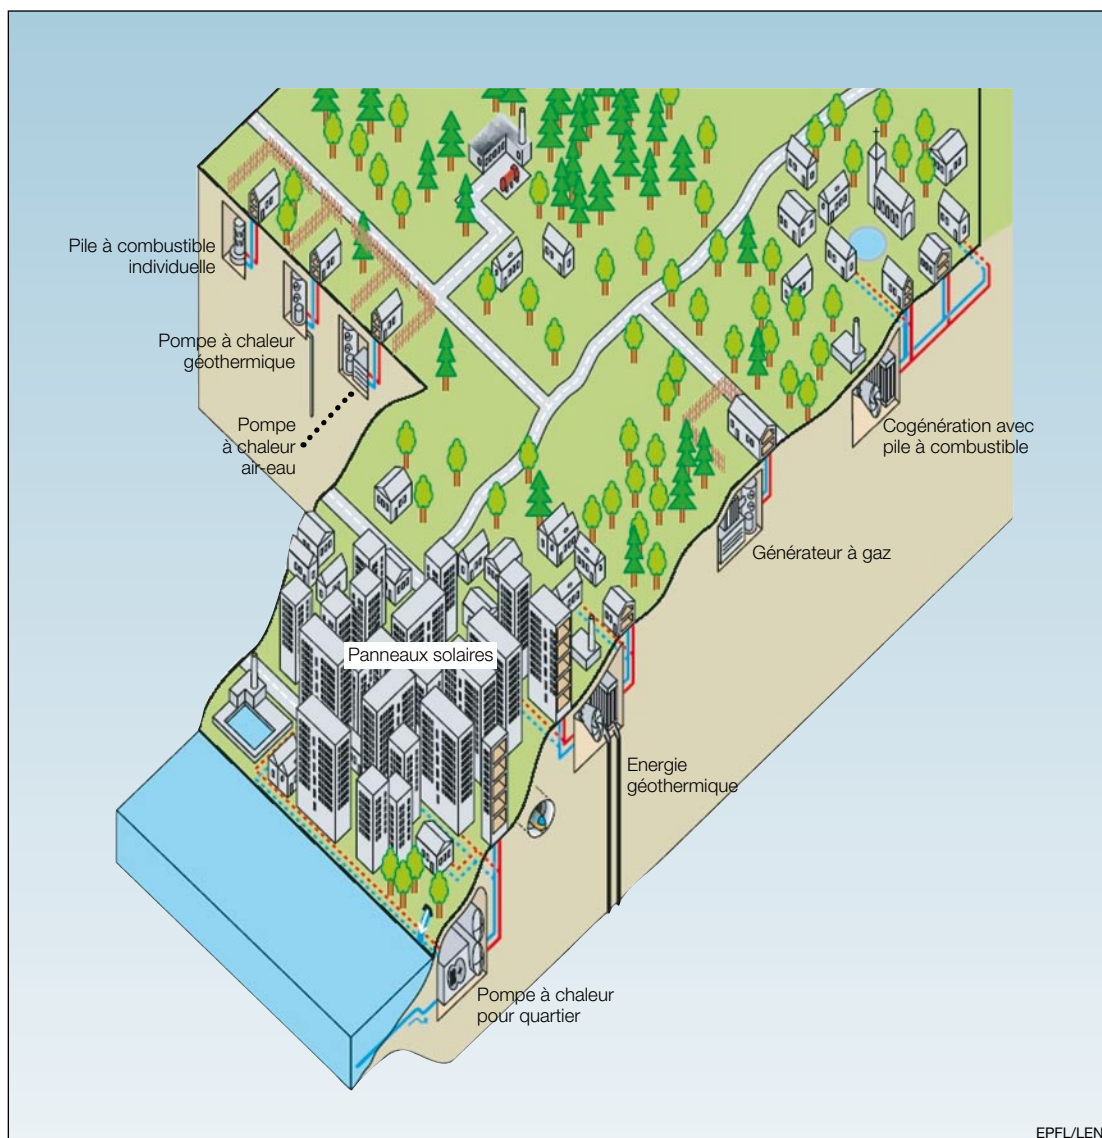 Pile à combustible
individuelle
Pompe à chaleur
géothermique
Pompe
à chaleur
air-eau
Cogénération avec
pile à combustible
Générateur à gaz
Panneaux solaires
Energie
géothermique
Pompe à chaleur
pour quartier
EPFL/LEN